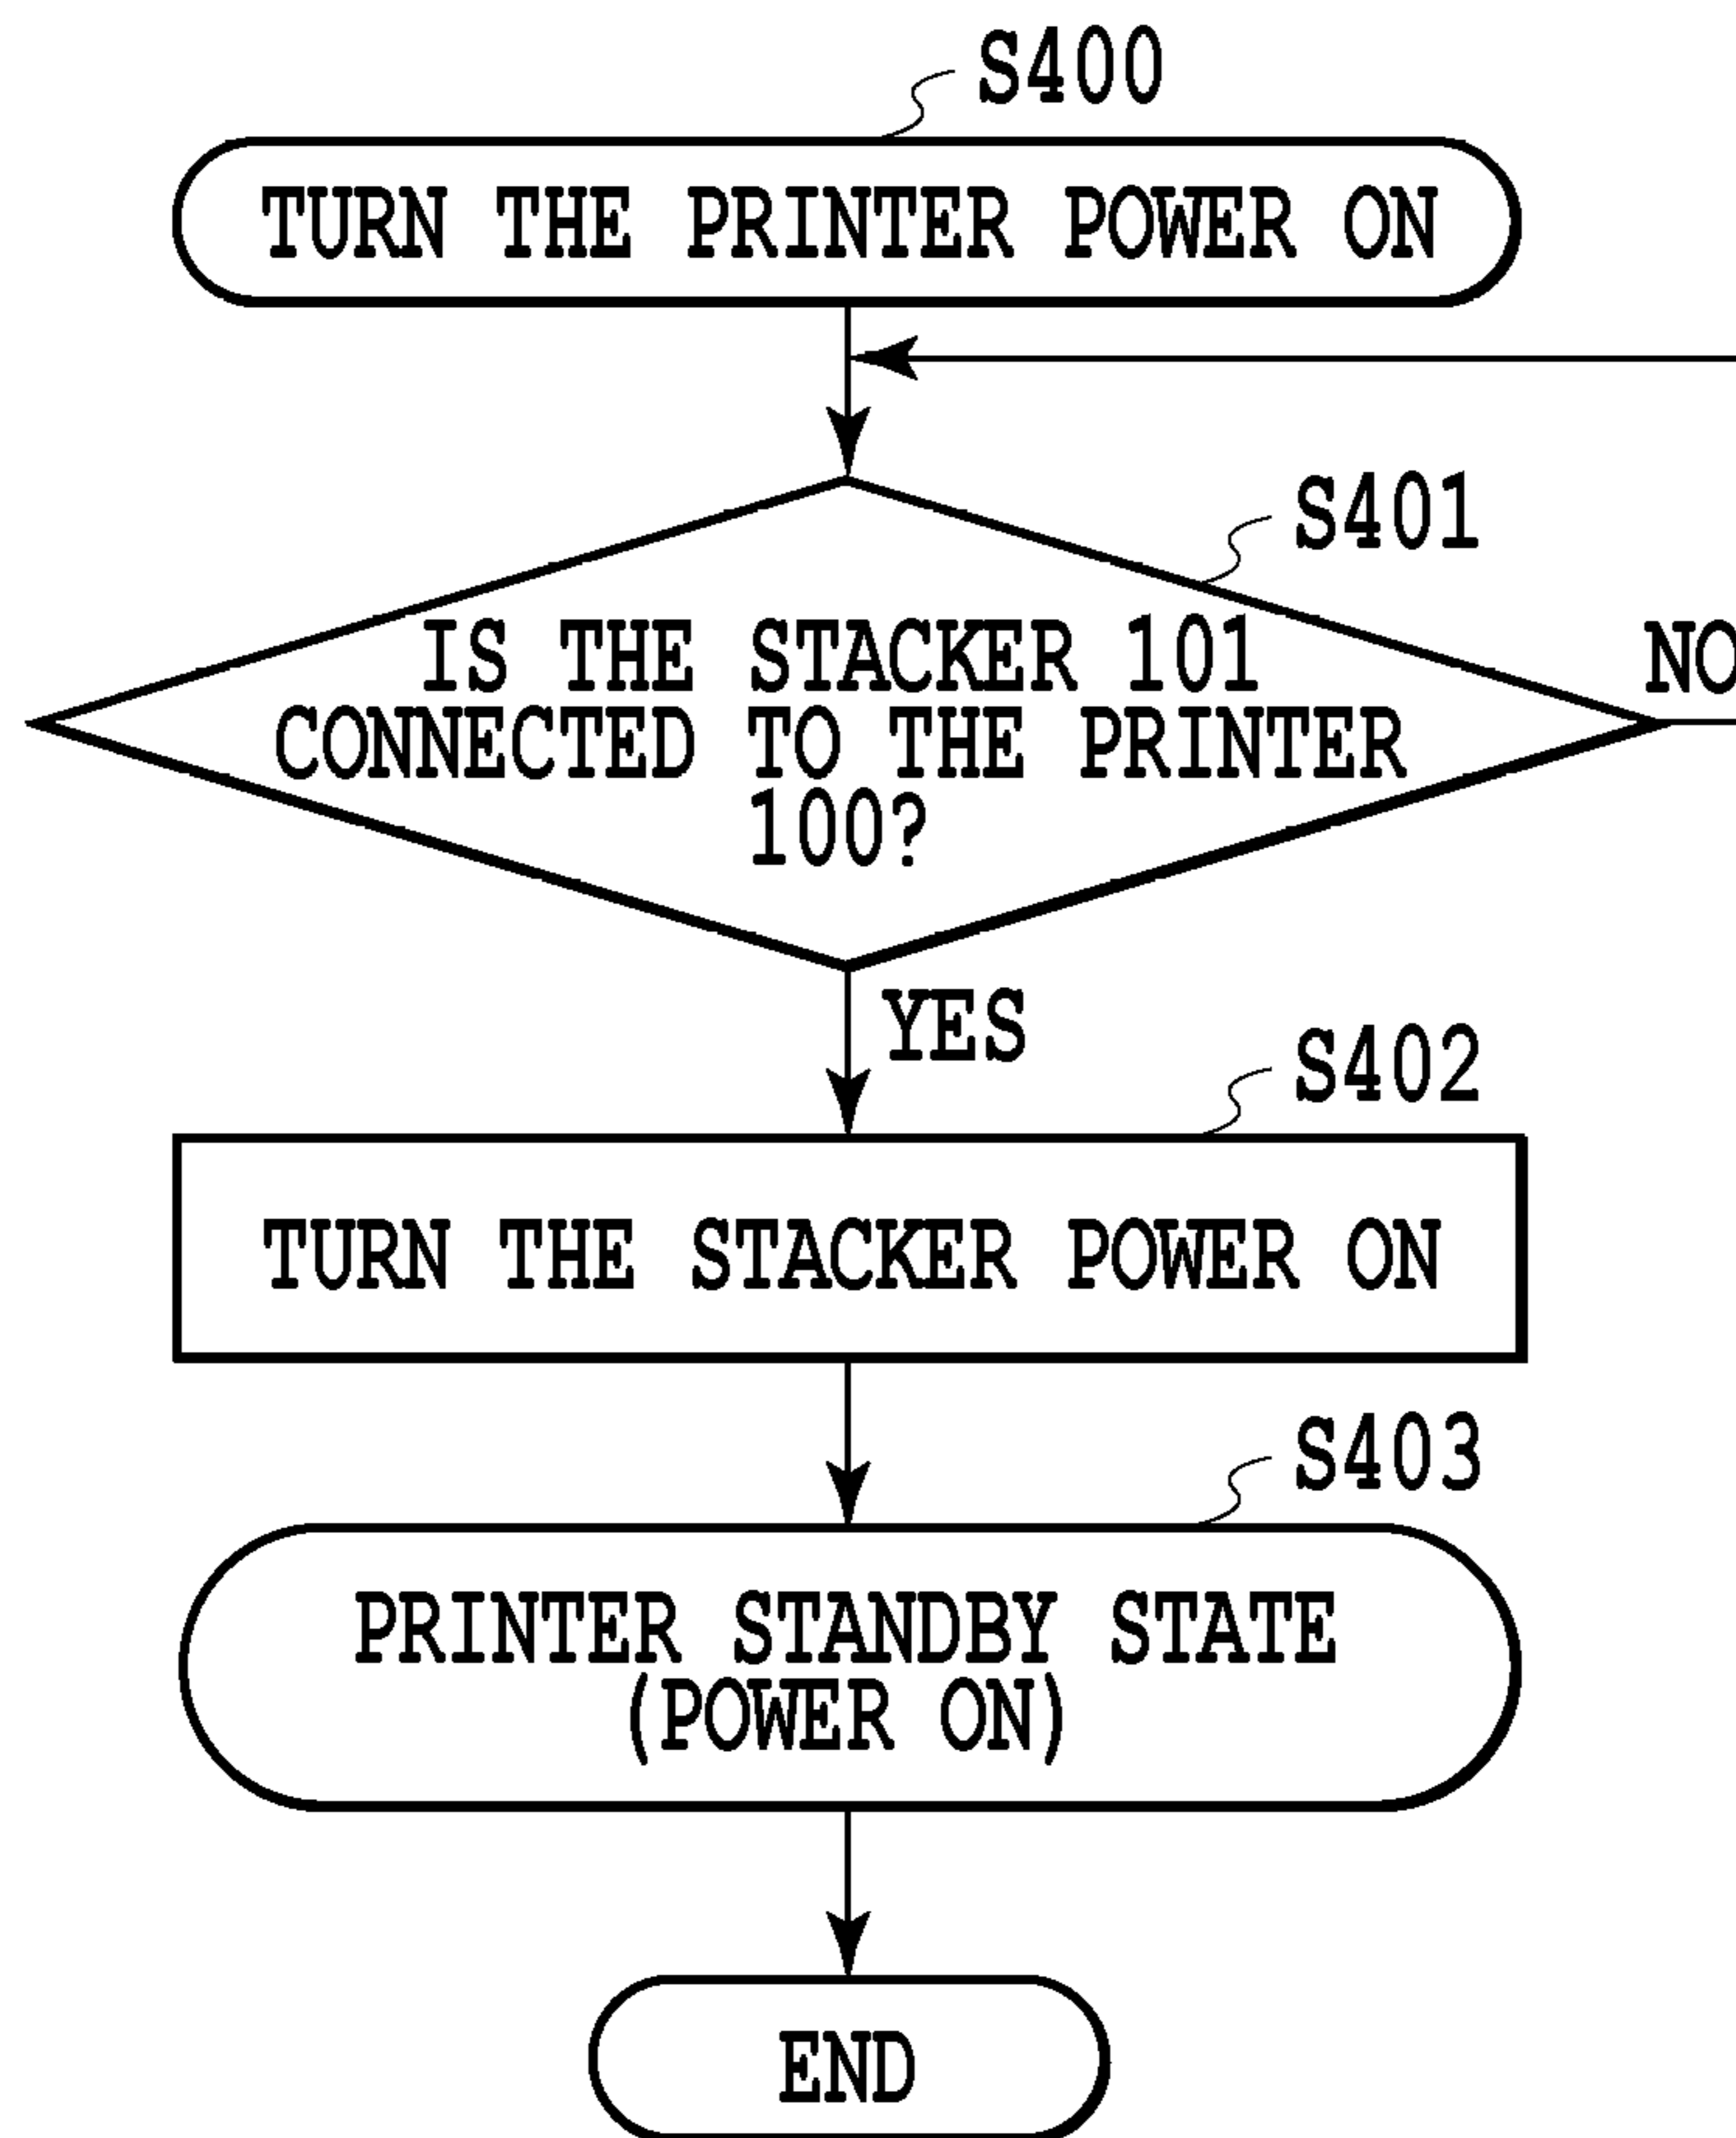 S400
TURN THE PRINTER POWER ON
S401
IS THE STACKER 101
CONNECTED TO THE PRINTER
100?
NO
YES
S402
TURN THE STACKER POWER ON
S403
PRINTER STANDBY STATE
(POWER ON)
END